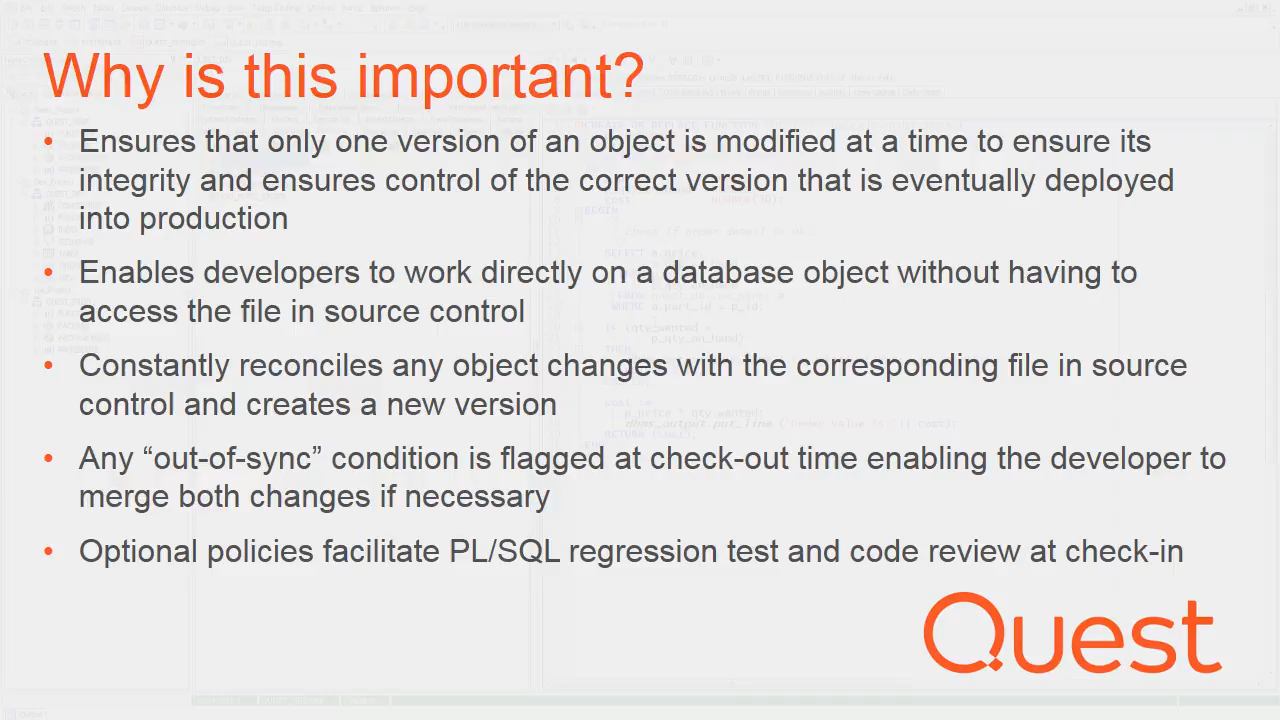 Why is this important?
• Ensures that only one version of an object is modified at a time to ensure its
integrity and ensures control of the correct version that is eventually deployed
into production
• Enables developers to work directly on a database object without having to
access the file in source control
• Constantly reconciles any object changes with the corresponding file in source
control and creates a new version
• Any “out-of-sync” condition is flagged at check-out time enabling the developer to
merge both changes if necessary
• Optional policies facilitate PL/SQL regression test and code review at check-in
Quest